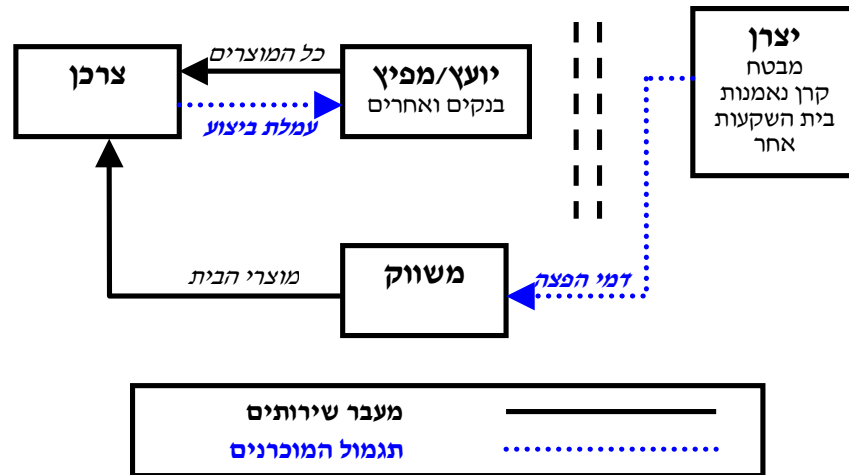 יצרן
מבטח
קרן נאמנות
בית השקעות
אחר
יועץ/מפיץ
בנקים ואחרים
כל המוצרים
עמלת ביצוע
צרכן
דמי הפצה
משווק
מוצרי הבית
מעבר שירותים
תגמול המוכרנים